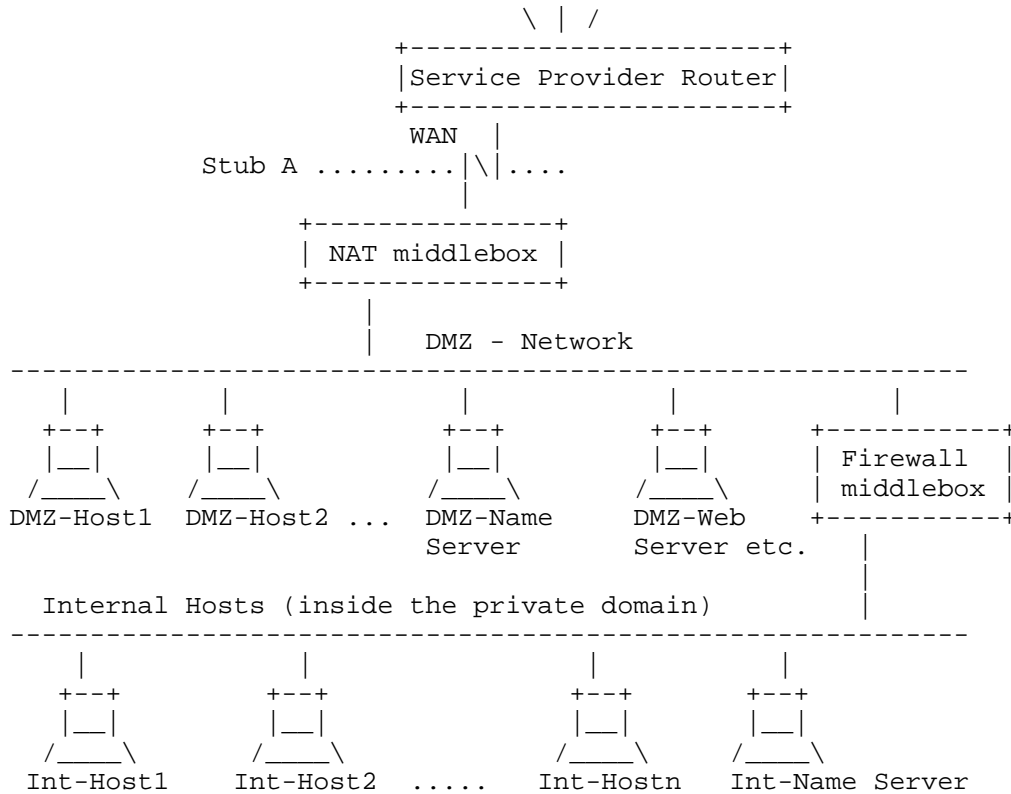 Service Provider Router
WAN
Stub A .........|\|....
NAT middlebox
DMZ - Network
Firewall
middlebox
DMZ-Host1 DMZ-Host2 ... DMZ-Name DMZ-Web
Server Server etc.
Internal Hosts (inside the private domain)
Int-Host1 Int-Host2 ..... Int-Hostn Int-Name Server